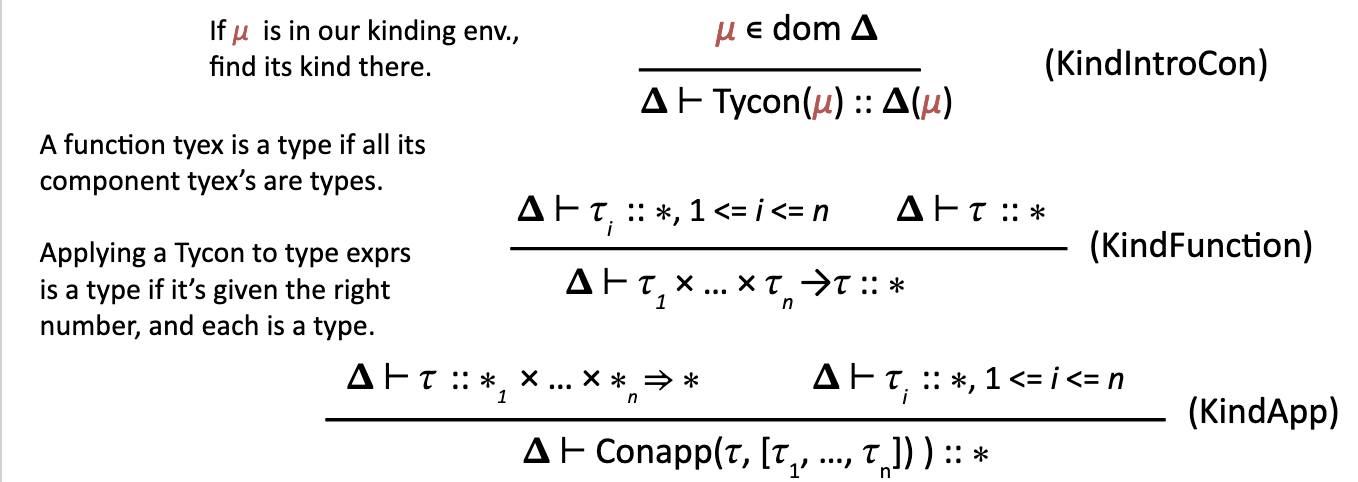 If μ is in our kinding env.,
find its kind there.
μ ∈ dom Δ
Δ ⊢ Tycon(μ) :: Δ(μ)
(KindIntroCon)
A function tyex is a type if all its
component tyex's are types.
Δ ⊢ τᵢ :: *, 1 <= i <= n Δ ⊢ τ :: *
Δ ⊢ τ₁ × ... × τₙ → τ :: *
(KindFunction)
Applying a Tycon to type exprs
is a type if it's given the right
number, and each is a type.
Δ ⊢ τ :: *₁ × ... × *ₙ ⇒ * Δ ⊢ τᵢ :: *, 1 <= i <= n
Δ ⊢ Conapp(τ, [τ₁, ..., τₙ]) ) :: *
(KindApp)